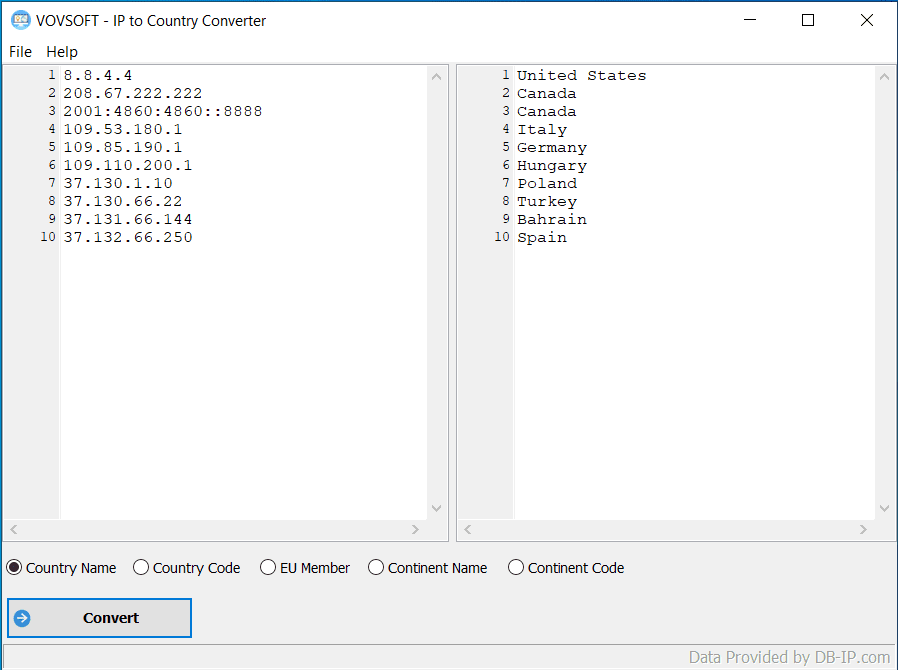 VOVSOFT - IP to Country Converter
File Help
1 8.8.4.4
2 208.67.222.222
3 2001:4860:4860::8888
4 109.53.180.1
5 109.85.190.1
6 109.110.200.1
7 37.130.1.10
8 37.130.66.22
9 37.131.66.144
10 37.132.66.250
1 United States
2 Canada
3 Canada
4 Italy
5 Germany
6 Hungary
7 Poland
8 Turkey
9 Bahrain
10 Spain
Country Name Country Code EU Member Continent Name Continent Code
Convert
Data Provided by DB-IP.com